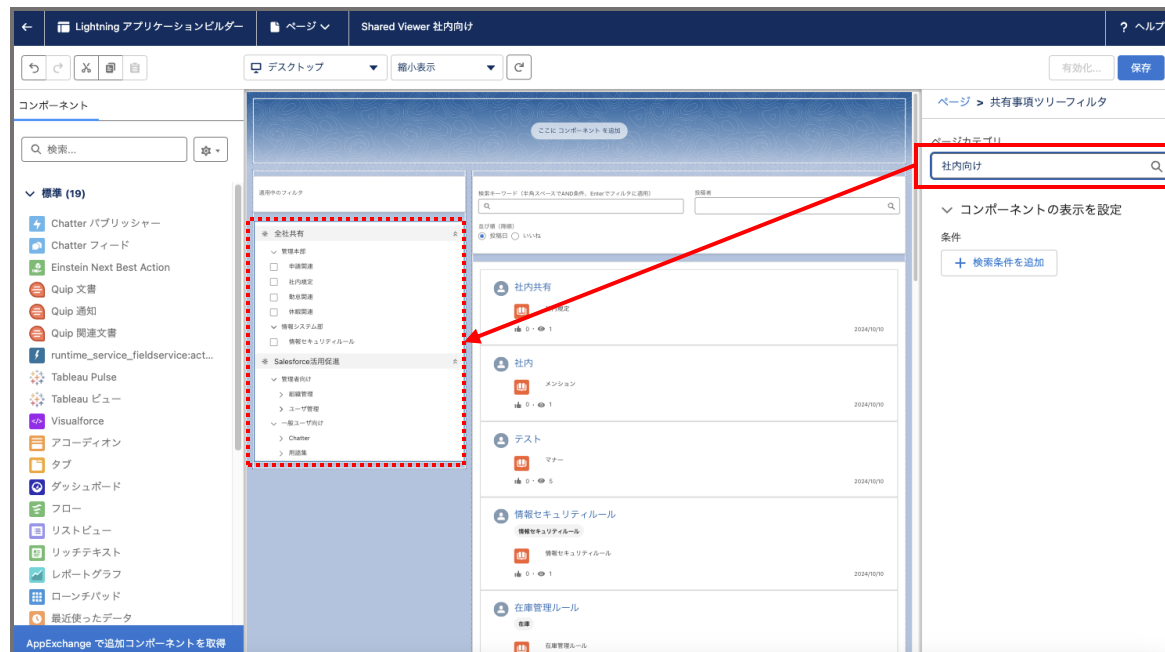 Lightning アプリケーションビルダー
ページ
Shared Viewer 社内向け
? ヘルプ
デスクトップ
縮小表示
有効化...
保存
コンポーネント
検索...
標準 (19)
Chatter パブリッシャー
Chatter フィード
Einstein Next Best Action
Quip 文書
Quip 通知
Quip 関連文書
runtime_service_fieldservice:act...
Tableau Pulse
Tableau ビュー
Visualforce
アコーディオン
タブ
ダッシュボード
フロー
リストビュー
リッチテキスト
レポートグラフ
ローンチパッド
最近使ったデータ
AppExchange で追加コンポーネントを取得
ここに コンポーネント を追加
適用中のフィルタ
全社共有
管理本部
申請関連
社内規定
勤怠関連
休暇関連
情報システム部
情報セキュリティルール
Salesforce活用促進
管理者向け
組織管理
ユーザ管理
一般ユーザ向け
Chatter
用語集
検索キーワード（半角スペースでAND条件、Enterでフィルタに適用）
投稿者
並び順（降順）
投稿日 いいね
社内共有
社内規定
0・ 1
2024/10/10
社内
メンション
0・ 1
2024/10/10
テスト
マナー
0・ 5
2024/10/10
情報セキュリティルール
情報セキュリティルール
情報セキュリティルール
0・ 1
2024/10/10
在庫管理ルール
在庫
在庫管理ルール
ページ > 共有事項ツリーフィルタ
ページカテゴリ
社内向け
コンポーネントの表示を設定
条件
＋ 検索条件を追加